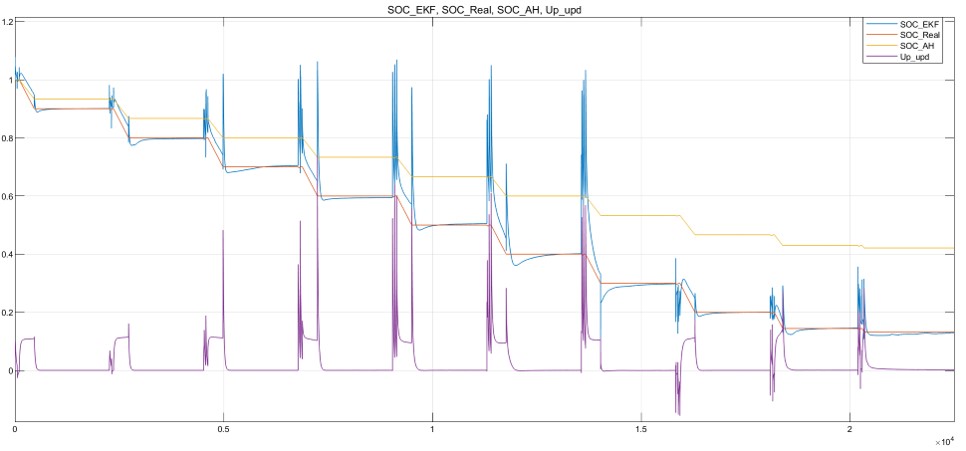 SOC_EKF, SOC_Real, SOC_AH, Up_upd
SOC_EKF
SOC_Real
SOC_AH
Up_upd
1.2
1
0.8
0.6
0.4
0.2
0
0 0.5 1 1.5 2
×10⁴